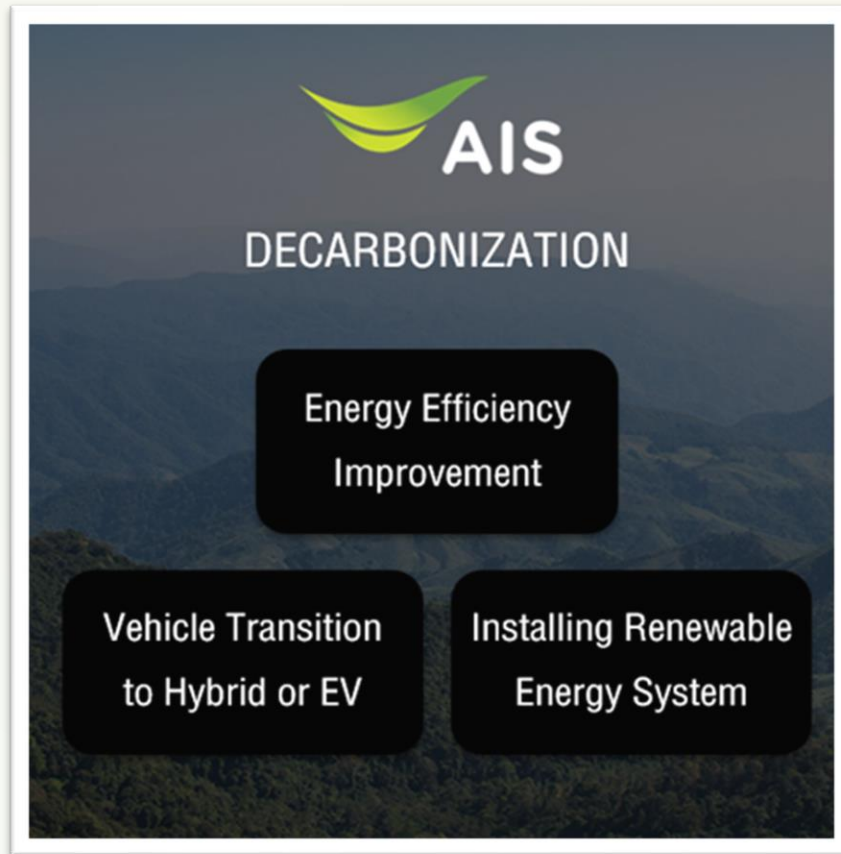 AIS
DECARBONIZATION
Energy Efficiency
Improvement
Vehicle Transition
to Hybrid or EV
Installing Renewable
Energy System